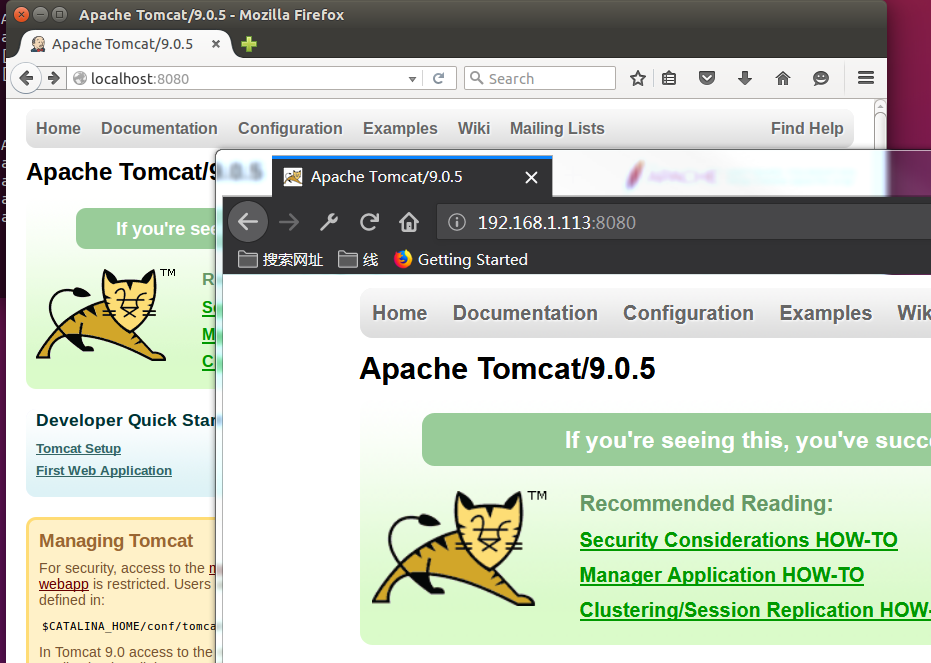 Apache Tomcat/9.0.5 - Mozilla Firefox
Apache Tomcat/9.0.5
localhost:8080
Search
Home Documentation Configuration Examples Wiki Mailing Lists Find Help
Apache Tomcat/9.0.5
If you're see
TM
Developer Quick Star
Tomcat Setup
First Web Application
Managing Tomcat
For security, access to the m
webapp is restricted. Users
defined in:
$CATALINA_HOME/conf/tomca
In Tomcat 9.0 access to the
Apache Tomcat/9.0.5
APACHE
192.168.1.113:8080
搜索网址 线 Getting Started
Home Documentation Configuration Examples Wik
Apache Tomcat/9.0.5
If you're seeing this, you've succe
TM
Recommended Reading:
Security Considerations HOW-TO
Manager Application HOW-TO
Clustering/Session Replication HOW-